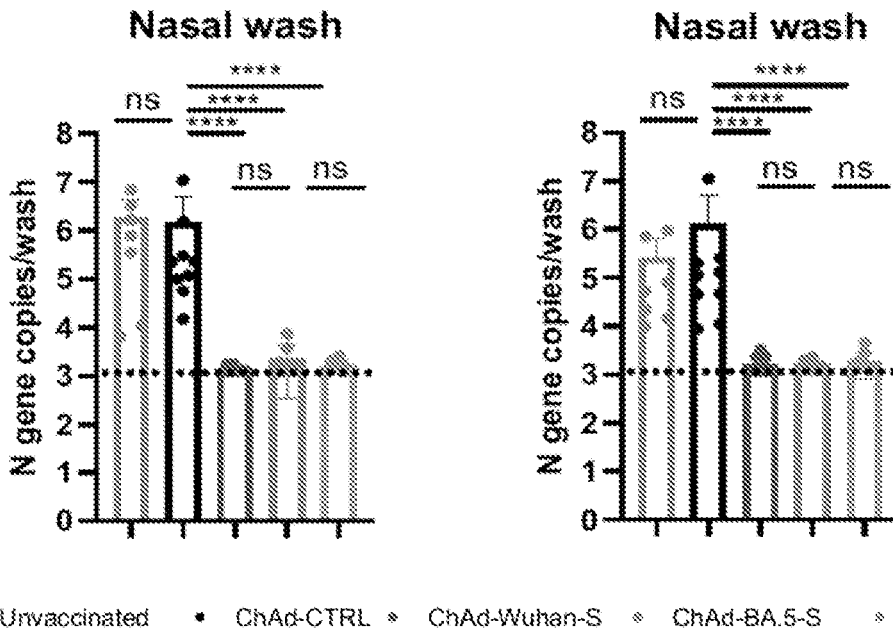 Nasal wash
****
ns
****
****
8
7
6
5
4
3
2
1
0
ns
ns
N gene copies/wash
Nasal wash
****
ns
****
****
8
7
6
5
4
3
2
1
0
ns
ns
N gene copies/wash
Unvaccinated
ChAd-CTRL
ChAd-Wuhan-S
ChAd-BA.5-S